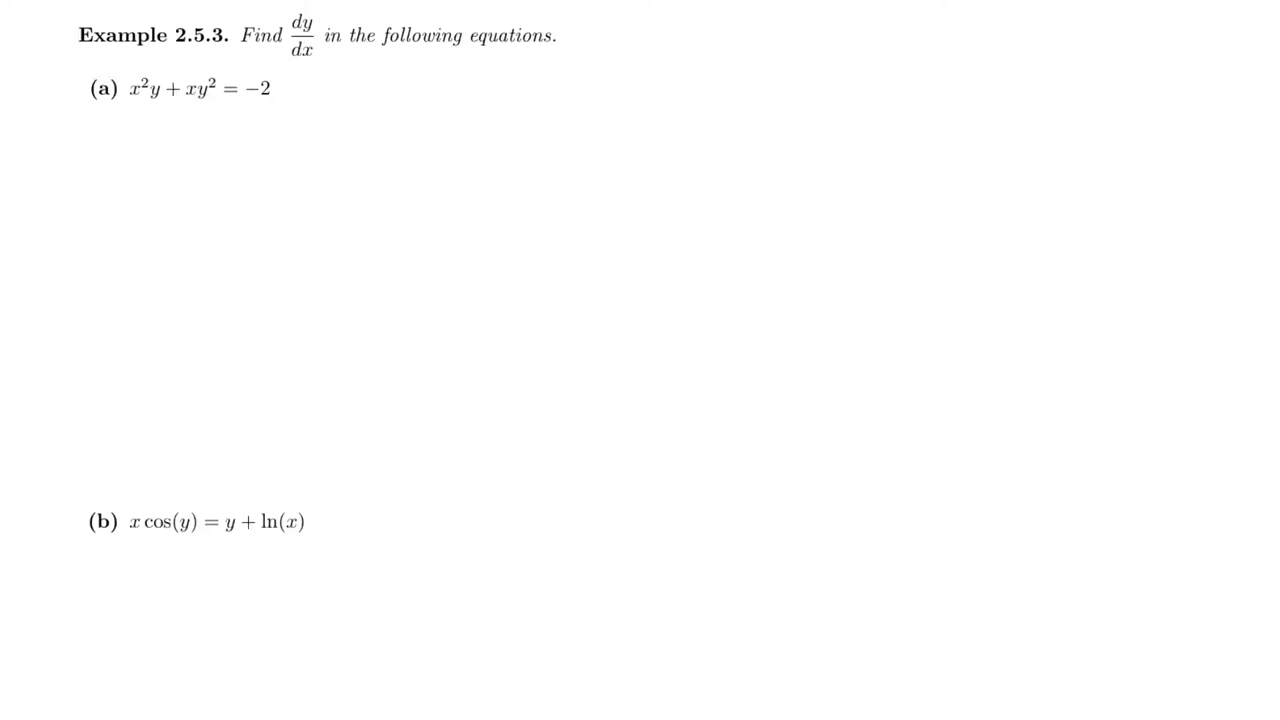 Example 2.5.3. Find dy/dx in the following equations.
(a) x²y + xy² = −2
(b) x cos(y) = y + ln(x)